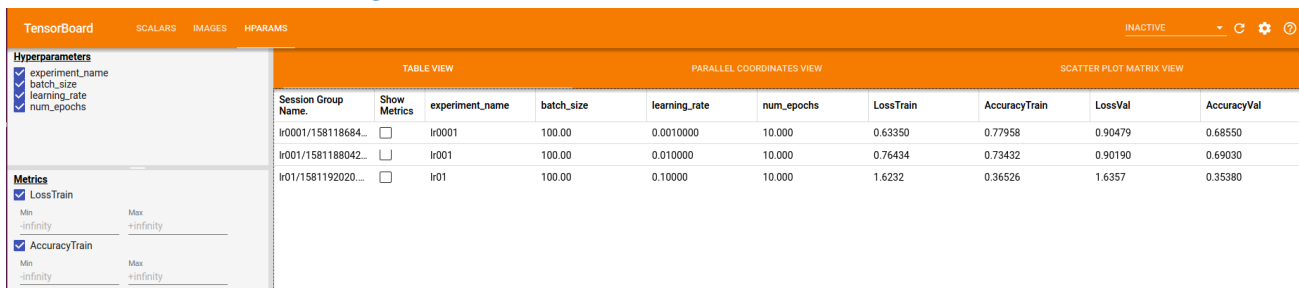 TensorBoard SCALARS IMAGES HPARAMS INACTIVE
Hyperparameters
experiment_name
batch_size
learning_rate
num_epochs
Metrics
LossTrain
Min Max
-infinity +infinity
AccuracyTrain
Min Max
-infinity +infinity
TABLE VIEW PARALLEL COORDINATES VIEW SCATTER PLOT MATRIX VIEW
Session Group Name. Show Metrics experiment_name batch_size learning_rate num_epochs LossTrain AccuracyTrain LossVal AccuracyVal
lr0001/158118684... lr0001 100.00 0.0010000 10.000 0.63350 0.77958 0.90479 0.68550
lr001/1581188042... lr001 100.00 0.010000 10.000 0.76434 0.73432 0.90190 0.69030
lr01/1581192020.... lr01 100.00 0.10000 10.000 1.6232 0.36526 1.6357 0.35380